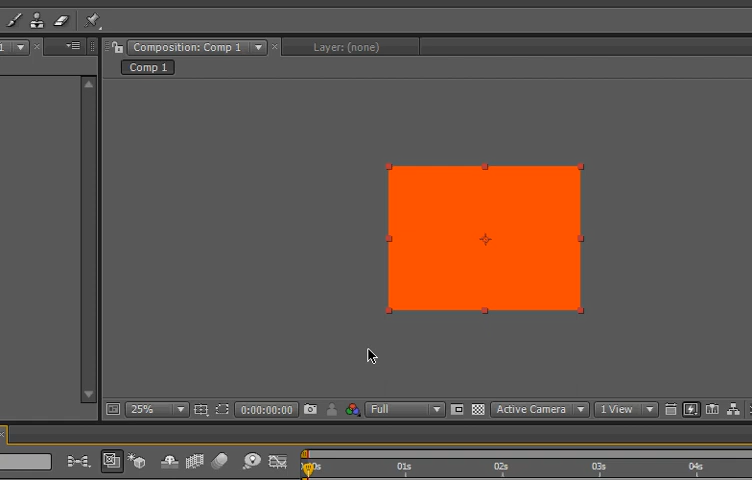 1
Composition: Comp 1
Layer: (none)
Comp 1
25%
0:00:00:00
Full
Active Camera
1 View
01s
02s
03s
04s